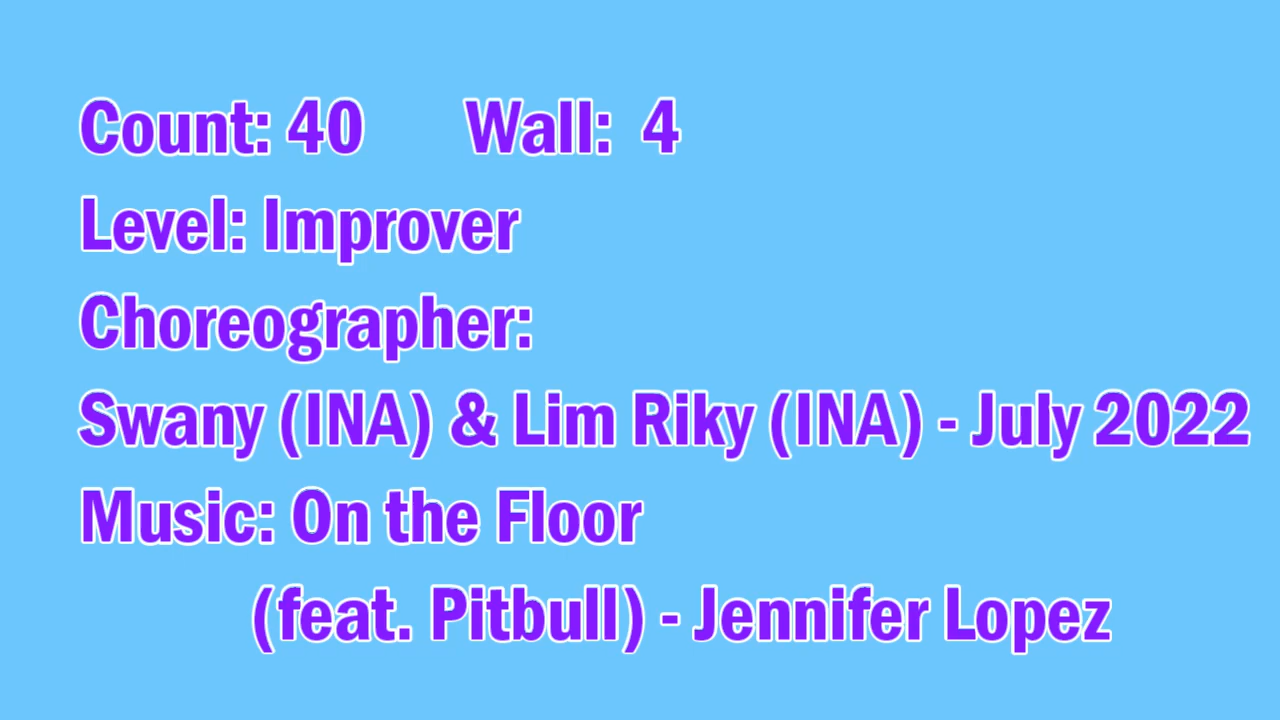 Count: 40 Wall: 4
Level: Improver
Choreographer:
Swany (INA) & Lim Riky (INA) - July 2022
Music: On the Floor
(feat. Pitbull) - Jennifer Lopez